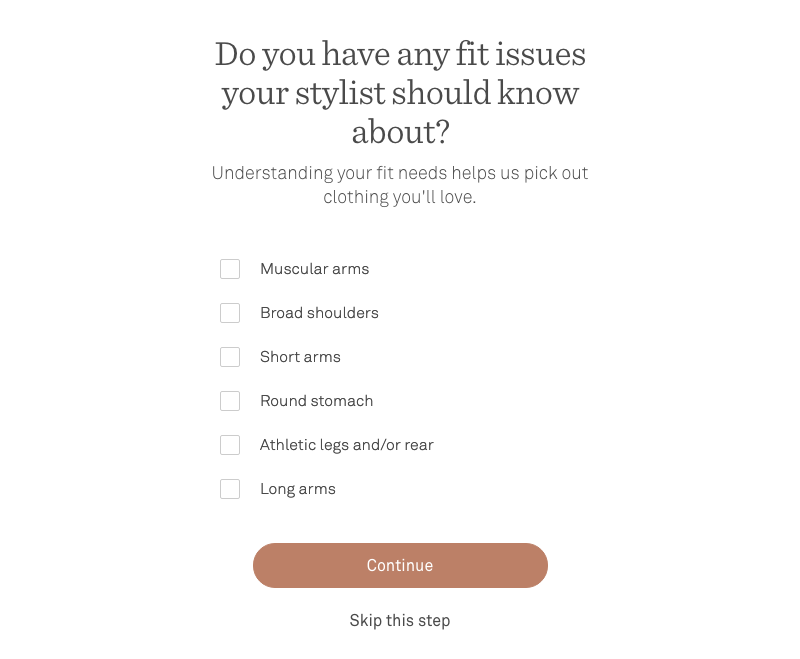 Do you have any fit issues
your stylist should know
about?
Understanding your fit needs helps us pick out
clothing you'll love.
Muscular arms
Broad shoulders
Short arms
Round stomach
Athletic legs and/or rear
Long arms
Continue
Skip this step